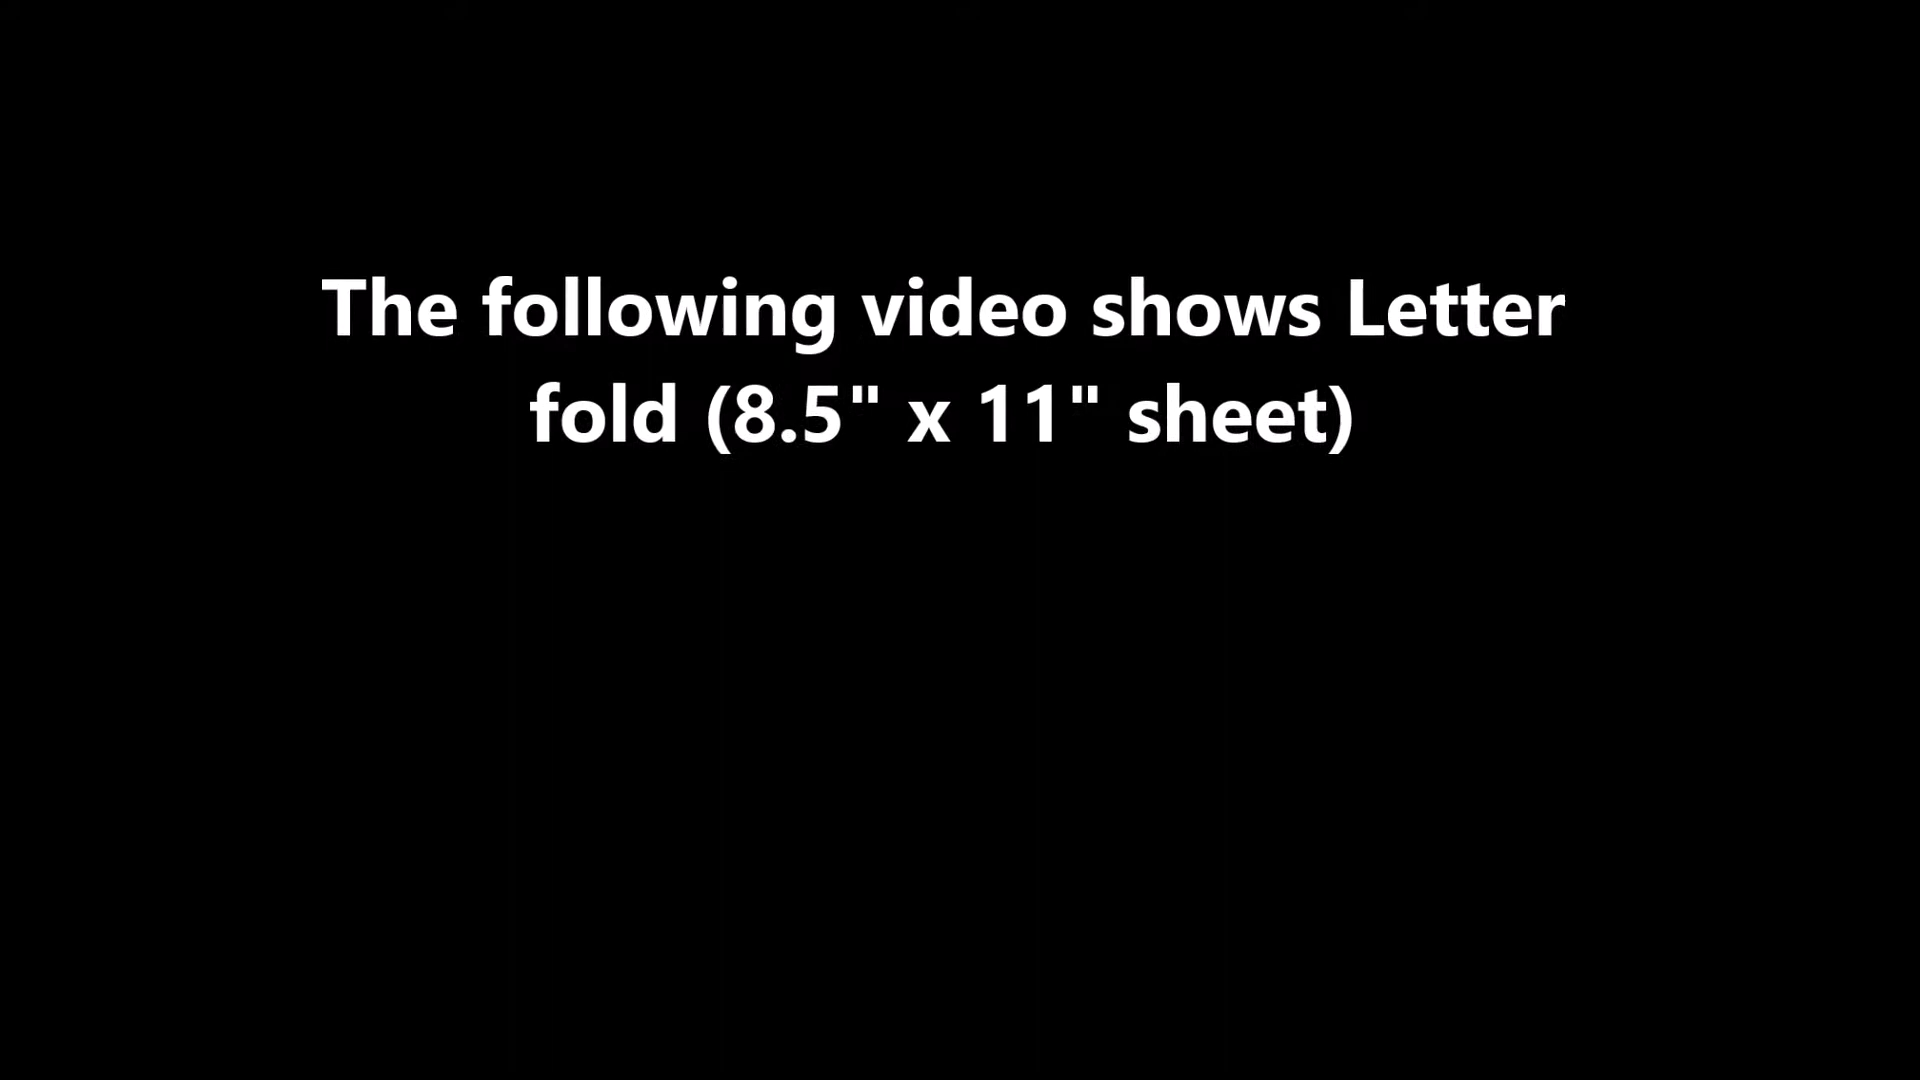 The following video shows Letter
fold (8.5" x 11" sheet)